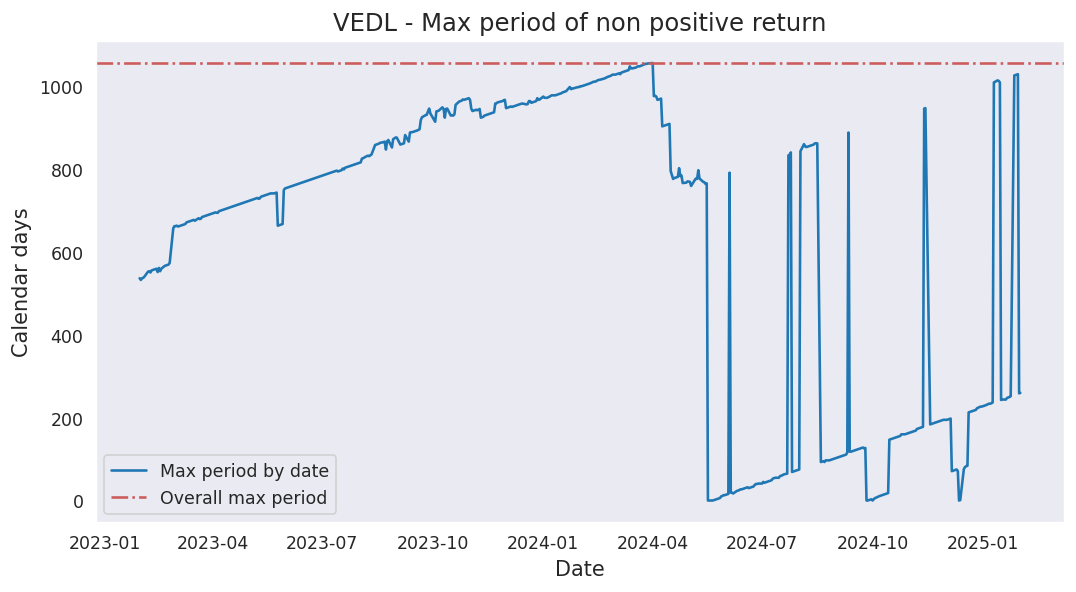 VEDL - Max period of non positive return
Calendar days
1000
800
600
400
200
0
Max period by date
Overall max period
2023-01 2023-04 2023-07 2023-10 2024-01 2024-04 2024-07 2024-10 2025-01
Date